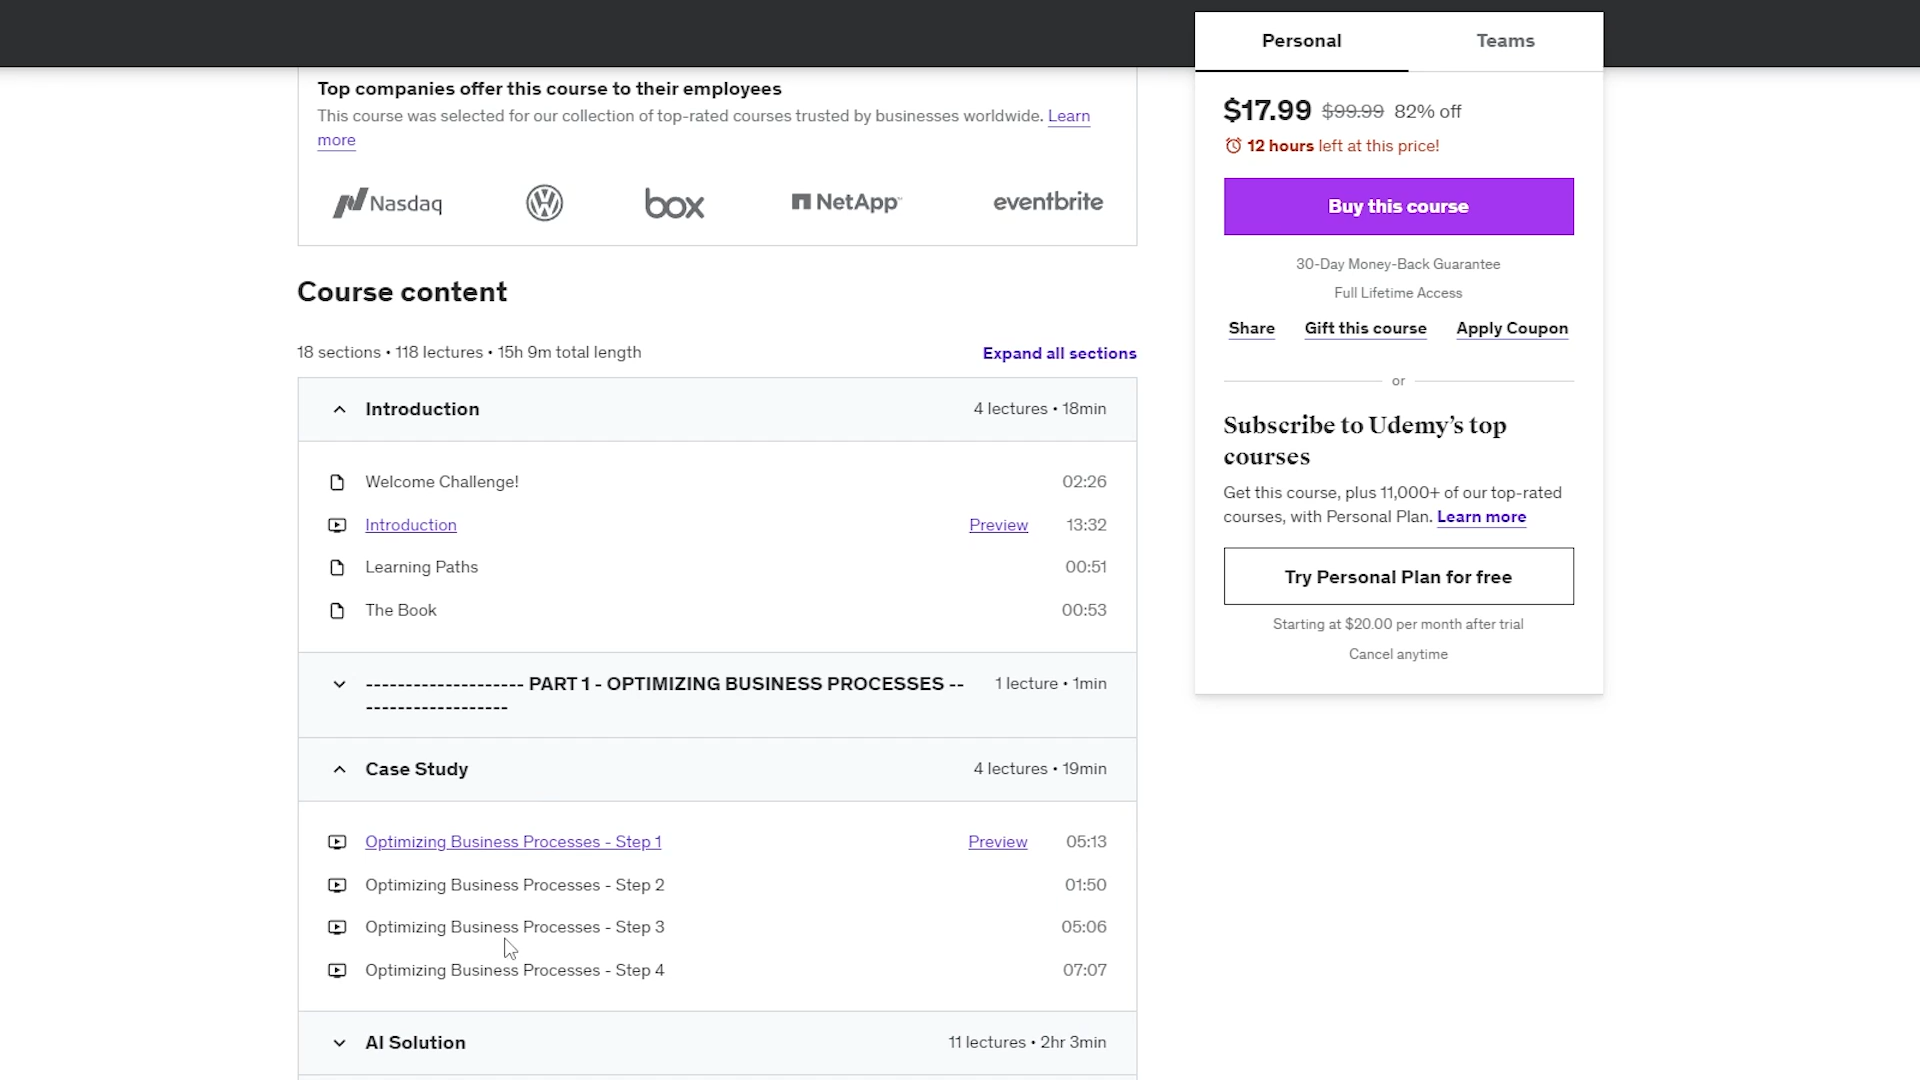 Personal
Teams
Top companies offer this course to their employees
This course was selected for our collection of top-rated courses trusted by businesses worldwide. Learn
more
Nasdaq
box
NetApp
eventbrite
$17.99 $99.99 82% off
12 hours left at this price!
Buy this course
30-Day Money-Back Guarantee
Full Lifetime Access
Share
Gift this course
Apply Coupon
or
Subscribe to Udemy’s top
courses
Get this course, plus 11,000+ of our top-rated
courses, with Personal Plan. Learn more
Try Personal Plan for free
Starting at $20.00 per month after trial
Cancel anytime
Course content
18 sections • 118 lectures • 15h 9m total length
Expand all sections
Introduction 4 lectures • 18min
Welcome Challenge! 02:26
Introduction Preview 13:32
Learning Paths 00:51
The Book 00:53
-------------------- PART 1 - OPTIMIZING BUSINESS PROCESSES -- 1 lecture • 1min
------------------
Case Study 4 lectures • 19min
Optimizing Business Processes - Step 1 Preview 05:13
Optimizing Business Processes - Step 2 01:50
Optimizing Business Processes - Step 3 05:06
Optimizing Business Processes - Step 4 07:07
AI Solution 11 lectures • 2hr 3min